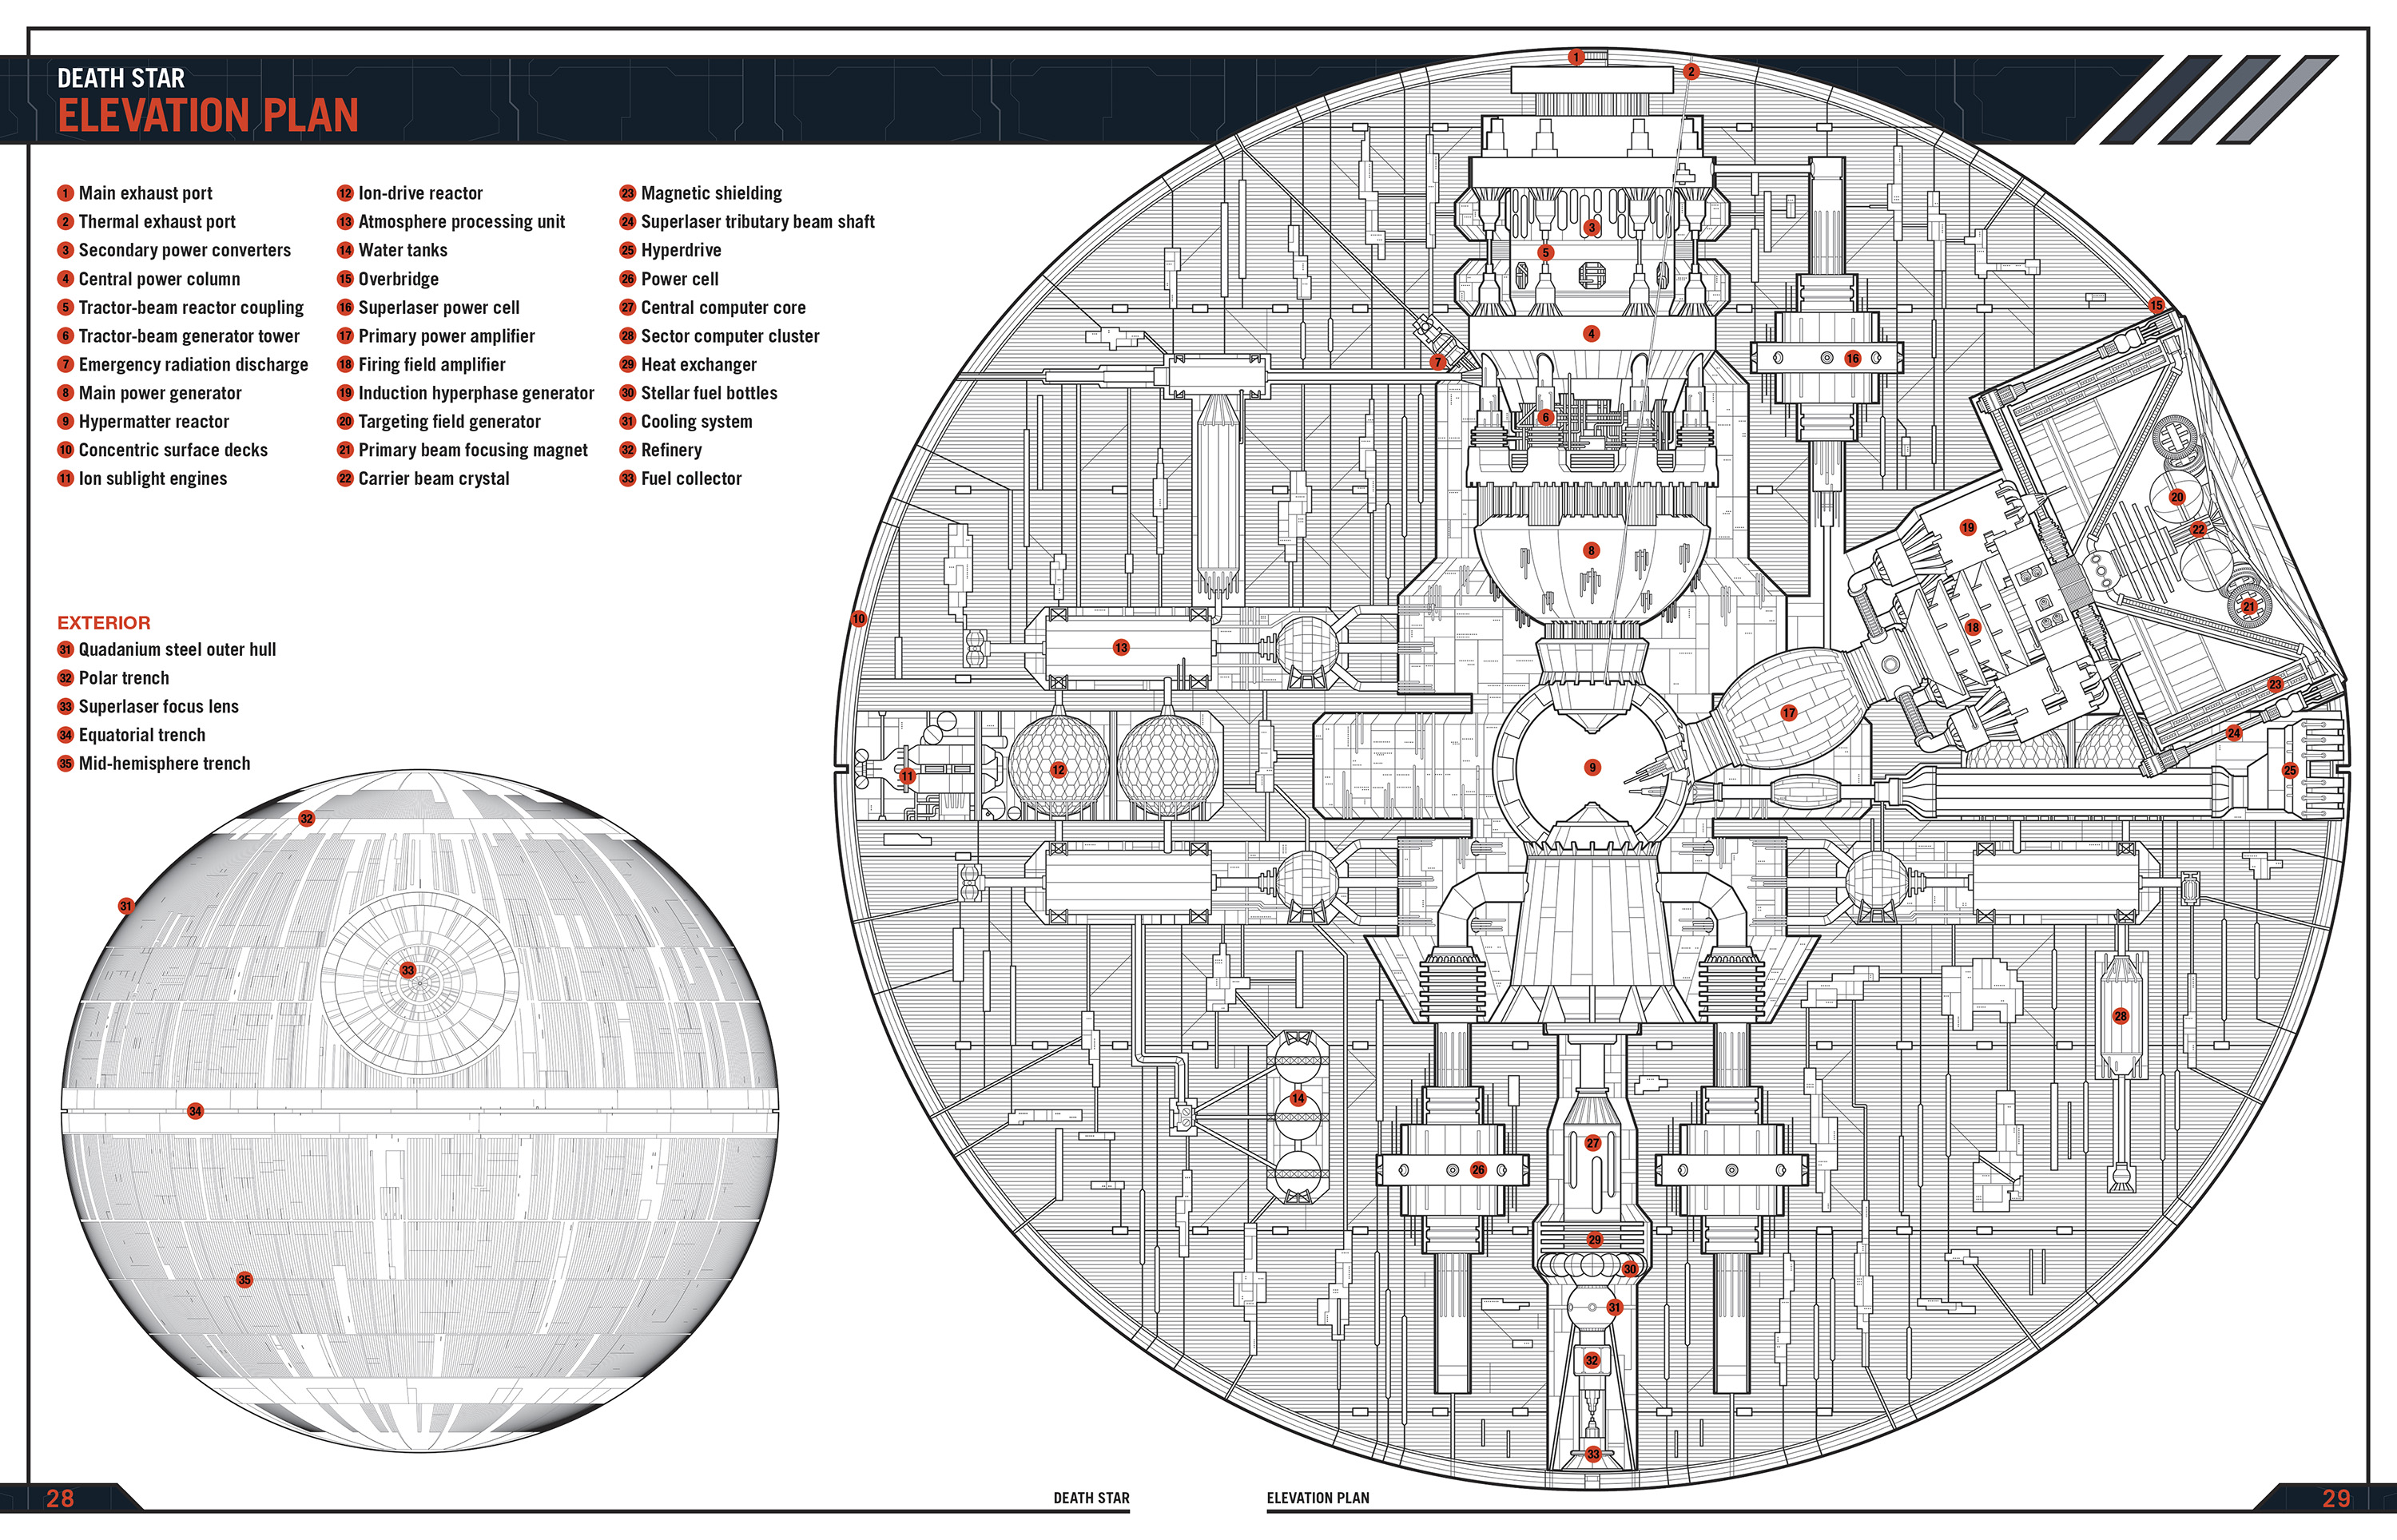 DEATH STAR
ELEVATION PLAN
1 Main exhaust port
2 Thermal exhaust port
3 Secondary power converters
4 Central power column
5 Tractor-beam reactor coupling
6 Tractor-beam generator tower
7 Emergency radiation discharge
8 Main power generator
9 Hypermatter reactor
10 Concentric surface decks
11 Ion sublight engines
12 Ion-drive reactor
13 Atmosphere processing unit
14 Water tanks
15 Overbridge
16 Superlaser power cell
17 Primary power amplifier
18 Firing field amplifier
19 Induction hyperphase generator
20 Targeting field generator
21 Primary beam focusing magnet
22 Carrier beam crystal
23 Magnetic shielding
24 Superlaser tributary beam shaft
25 Hyperdrive
26 Power cell
27 Central computer core
28 Sector computer cluster
29 Heat exchanger
30 Stellar fuel bottles
31 Cooling system
32 Refinery
33 Fuel collector
EXTERIOR
31 Quadanium steel outer hull
32 Polar trench
33 Superlaser focus lens
34 Equatorial trench
35 Mid-hemisphere trench
32
31
33
34
35
1
2
3
5
4
15
7
16
6
20
19
22
8
21
10
18
13
23
17
24
9
12
25
11
28
14
27
26
29
30
31
32
33
28
DEATH STAR
ELEVATION PLAN
29